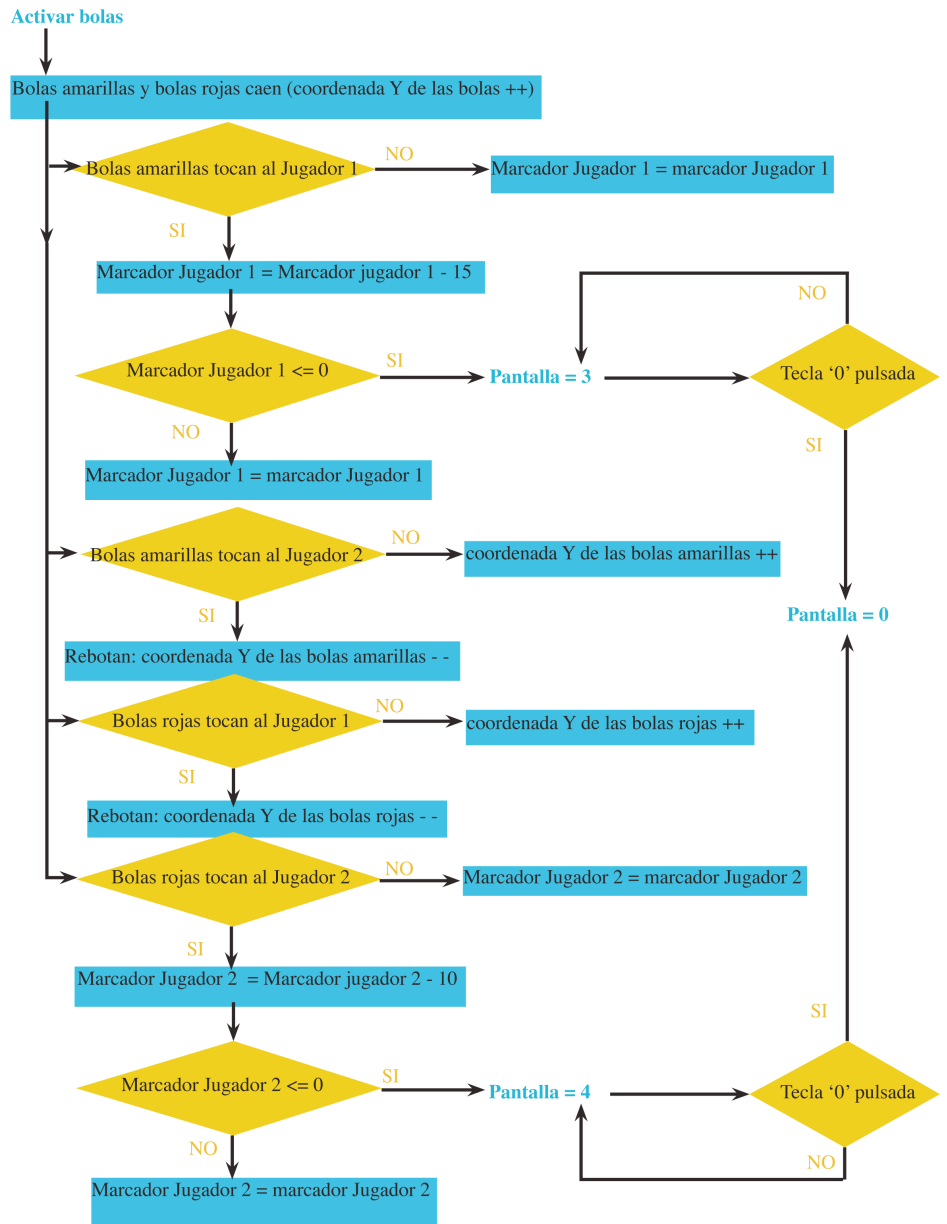 Activar bolas
Bolas amarillas y bolas rojas caen (coordenada Y de las bolas ++)
Bolas amarillas tocan al Jugador 1
NO
Marcador Jugador 1 = marcador Jugador 1
SI
Marcador Jugador 1 = Marcador jugador 1 - 15
NO
Marcador Jugador 1 <= 0
SI
Pantalla = 3
Tecla ‘0’ pulsada
NO
SI
Marcador Jugador 1 = marcador Jugador 1
Bolas amarillas tocan al Jugador 2
NO
coordenada Y de las bolas amarillas ++
SI
Pantalla = 0
Rebotan: coordenada Y de las bolas amarillas - -
Bolas rojas tocan al Jugador 1
NO
coordenada Y de las bolas rojas ++
SI
Rebotan: coordenada Y de las bolas rojas - -
Bolas rojas tocan al Jugador 2
NO
Marcador Jugador 2 = marcador Jugador 2
SI
Marcador Jugador 2 = Marcador jugador 2 - 10
SI
Marcador Jugador 2 <= 0
SI
Pantalla = 4
Tecla ‘0’ pulsada
NO
NO
Marcador Jugador 2 = marcador Jugador 2